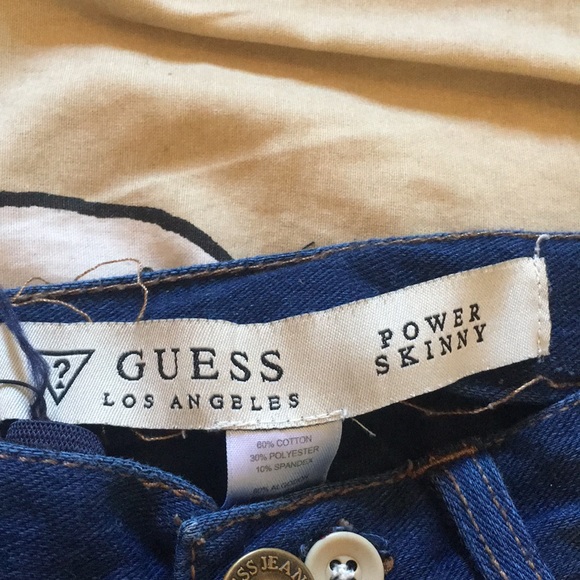 ?
GUESS
LOS ANGELES
POWER
SKINNY
60% COTTON
30% POLYESTER
10% SPANDEX